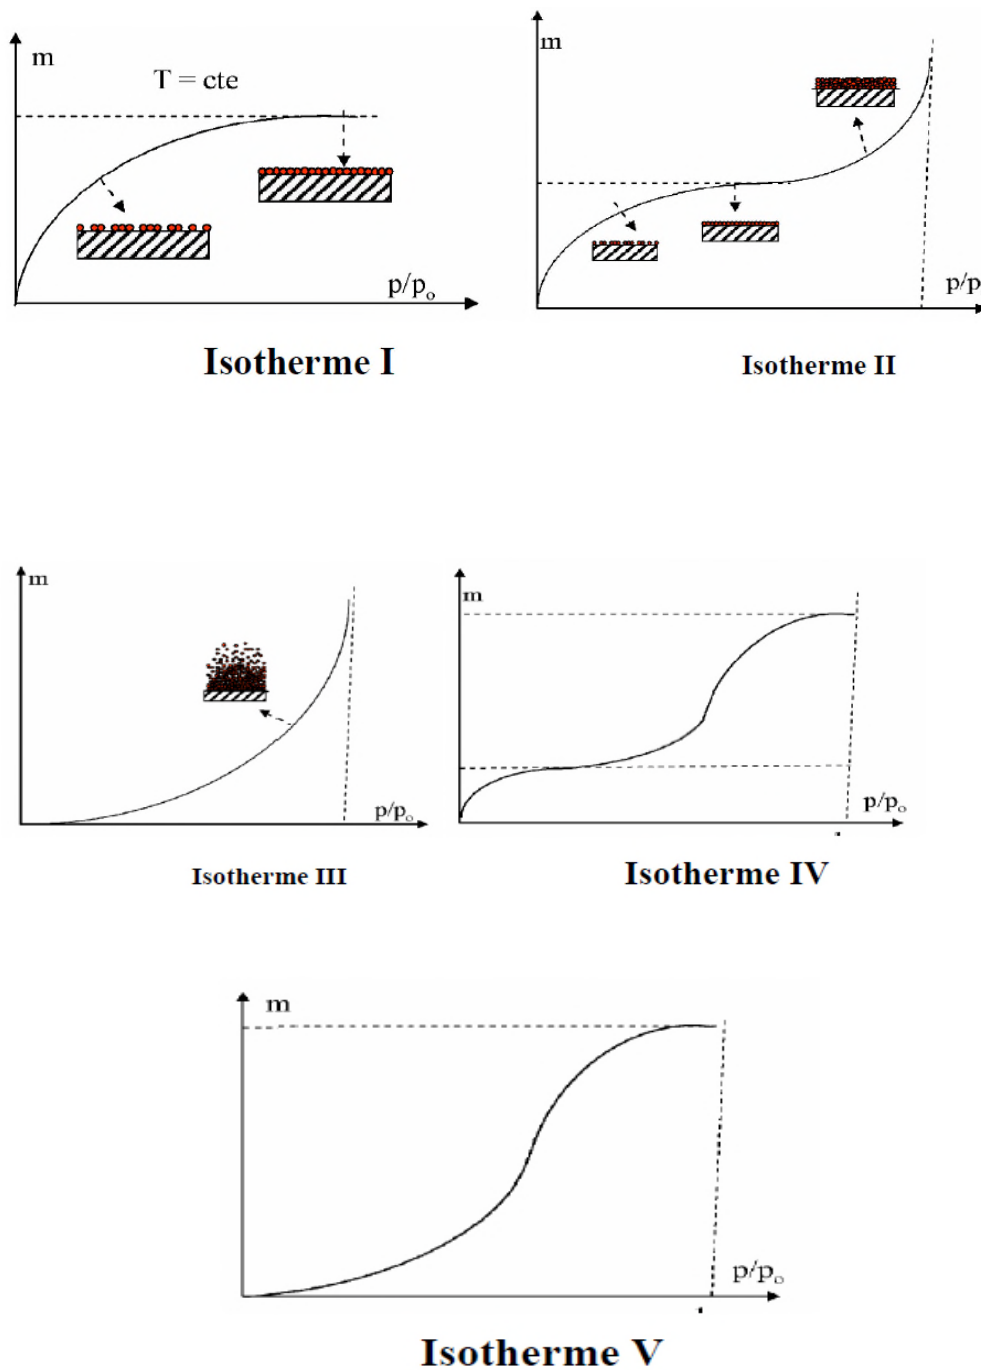 m
T = cte
p/po
Isotherme I
m
p/p
Isotherme II
m
p/po
Isotherme III
m
p/po
Isotherme IV
m
p/po
Isotherme V